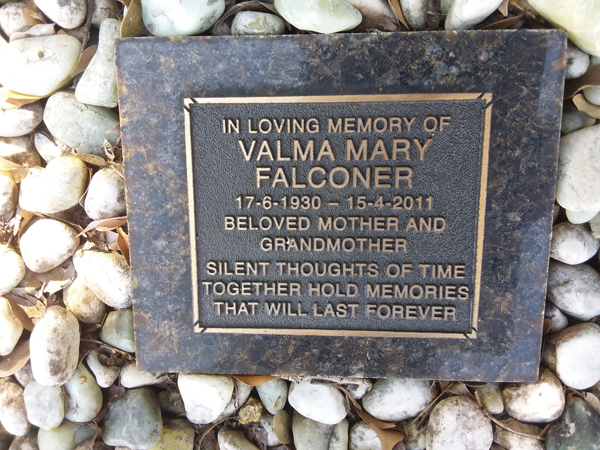 IN LOVING MEMORY OF
VALMA MARY
FALCONER
17-6-1930 – 15-4-2011
BELOVED MOTHER AND
GRANDMOTHER
SILENT THOUGHTS OF TIME
TOGETHER HOLD MEMORIES
THAT WILL LAST FOREVER